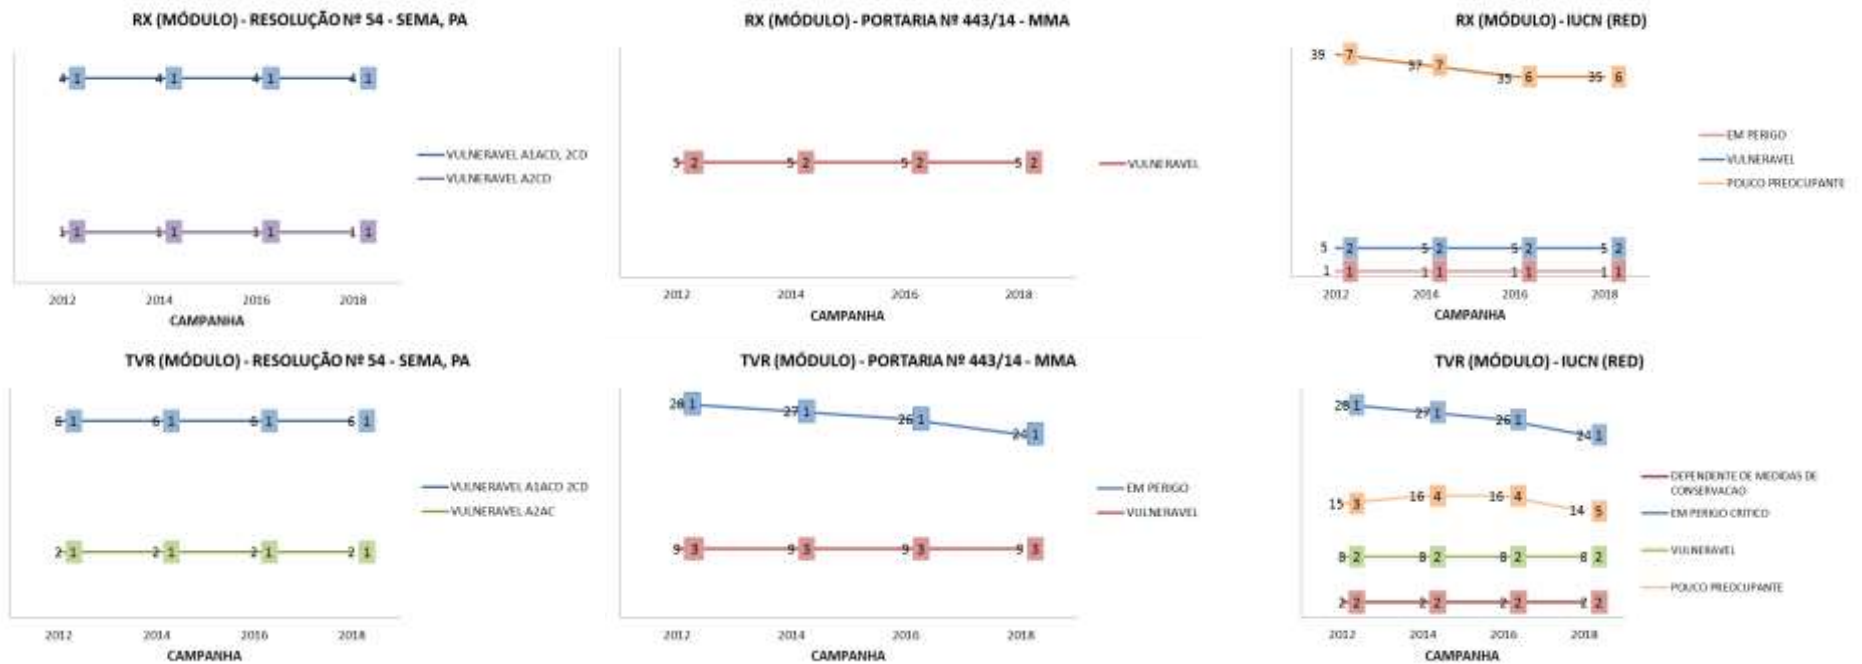 RX (MÓDULO) - RESOLUÇÃO Nº 54 - SEMA, PA
4 1 4 1 4 1 4 1
VULNERAVEL A1ACD, 2CD
VULNERAVEL A2CD
1 1 1 1 1 1 1 1
2012 2014 2016 2018
CAMPANHA
RX (MÓDULO) - PORTARIA Nº 443/14 - MMA
5 2 5 2 5 2 5 2
VULNERAVEL
2012 2014 2016 2018
CAMPANHA
RX (MÓDULO) - IUCN (RED)
39 7 37 7 35 6 35 6
EM PERIGO
VULNERAVEL
POUCO PREOCUPANTE
5 2 5 2 5 2 5 2
1 1 1 1 1 1 1 1
2012 2014 2016 2018
CAMPANHA
TVR (MÓDULO) - RESOLUÇÃO Nº 54 - SEMA, PA
6 1 6 1 6 1 6 1
VULNERAVEL A1ACD 2CD
VULNERAVEL A2AC
2 1 2 1 2 1 2 1
2012 2014 2016 2018
CAMPANHA
TVR (MÓDULO) - PORTARIA Nº 443/14 - MMA
28 1 27 1 26 1 24 1
EM PERIGO
VULNERAVEL
9 3 9 3 9 3 9 3
2012 2014 2016 2018
CAMPANHA
TVR (MÓDULO) - IUCN (RED)
28 1 27 1 26 1 24 1
DEPENDENTE DE MEDIDAS DE
CONSERVACAO
15 3 16 4 16 4 14 5
EM PERIGO CRITICO
8 2 8 2 8 2 8 2
VULNERAVEL
POUCO PREOCUPANTE
2 2 2 2 2 2 2 2
2012 2014 2016 2018
CAMPANHA